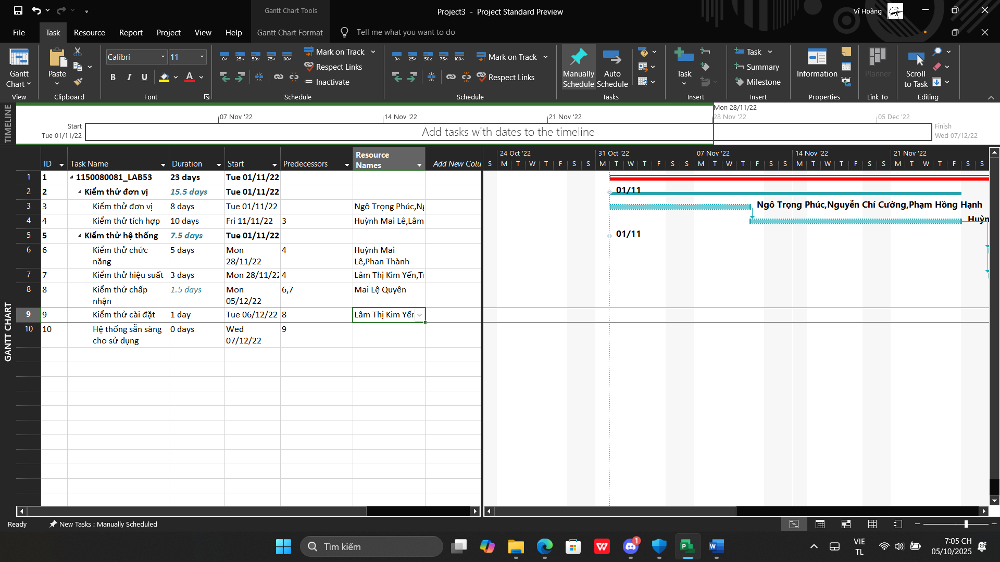 Gantt Chart Tools
Project3 - Project Standard Preview
Vĩ Hoàng
File Task Resource Report Project View Help Gantt Chart Format Tell me what you want to do
Gantt Chart
View
Paste
Clipboard
Calibri 11
B I U A
Font
0% 25% 50% 75% 100%
Mark on Track
Respect Links
Inactivate
Schedule
0% 25% 50% 75% 100%
Mark on Track
Respect Links
Schedule
Manually Schedule
Auto Schedule
Tasks
Task
Insert
Task
Summary
Milestone
Insert
Information
Properties
Planner
Link To
Scroll to Task
Editing
TIMELINE
Mon 28/11/22
07 Nov '22 14 Nov '22 21 Nov '22 28 Nov '22 05 Dec '22
Start
Tue 01/11/22
Add tasks with dates to the timeline
Finish
Wed 07/12/22
GANTT CHART
ID Task Name Duration Start Predecessors Resource Names Add New Colu
1 1 1150080081_LAB53 23 days Tue 01/11/22
2 2 Kiểm thử đơn vị 15.5 days Tue 01/11/22
3 3 Kiểm thử đơn vị 8 days Tue 01/11/22 Ngô Trọng Phúc,Ng
4 4 Kiểm thử tích hợp 10 days Fri 11/11/22 3 Huỳnh Mai Lê,Lâm
5 5 Kiểm thử hệ thống 7.5 days Tue 01/11/22
6 6 Kiểm thử chức năng 5 days Mon 28/11/22 4 Huỳnh Mai Lê,Phan Thành
7 7 Kiểm thử hiệu suất 3 days Mon 28/11/22 4 Lâm Thị Kim Yến,Tr
8 8 Kiểm thử chấp nhận 1.5 days Mon 05/12/22 6,7 Mai Lệ Quyên
9 9 Kiểm thử cài đặt 1 day Tue 06/12/22 8 Lâm Thị Kim Yến
10 10 Hệ thống sẵn sàng cho sử dụng 0 days Wed 07/12/22 9
24 Oct '22 31 Oct '22 07 Nov '22 14 Nov '22 21 Nov '22
S M T W T F S S M T W T F S S M T W T F S S M T W T F S S M T W T F S S
01/11
Ngô Trọng Phúc,Nguyễn Chí Cường,Phạm Hồng Hạnh
Huỳn
01/11
Ready New Tasks : Manually Scheduled
Tìm kiếm
1
VIE
TL
7:05 CH
05/10/2025